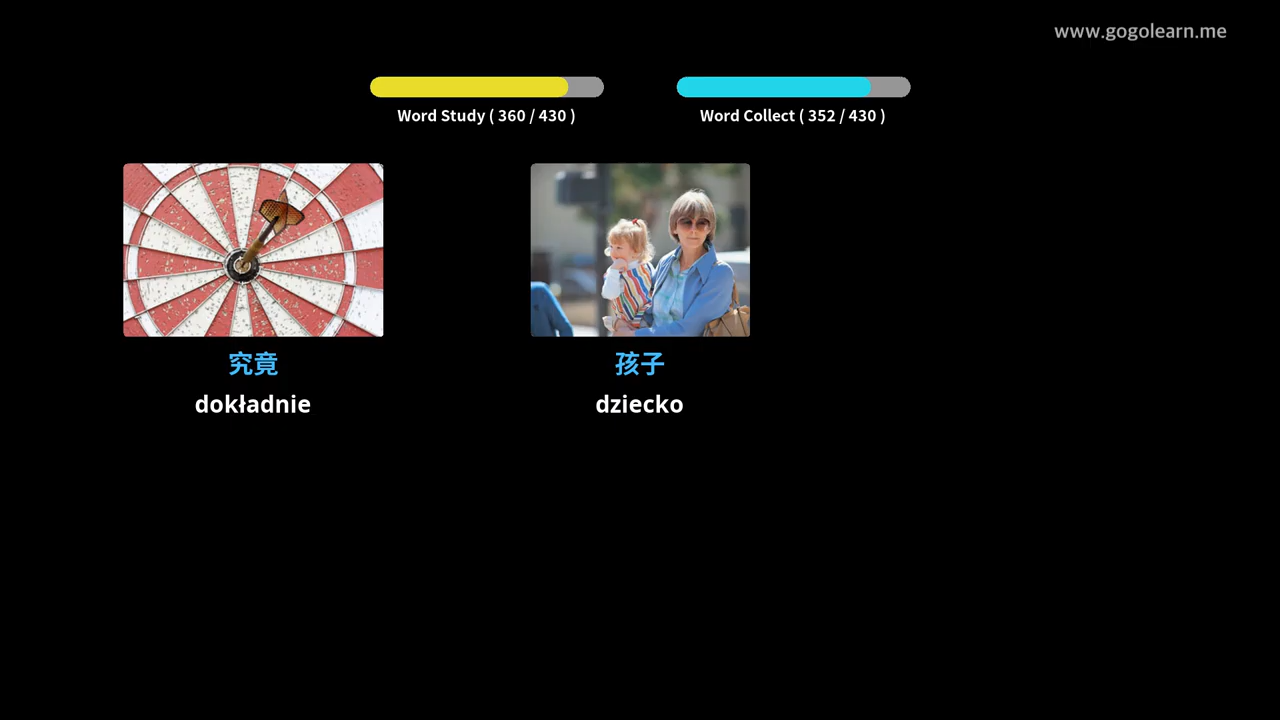 www.gogolearn.me
Word Study ( 360 / 430 )
Word Collect ( 352 / 430 )
究竟
dokładnie
孩子
dziecko